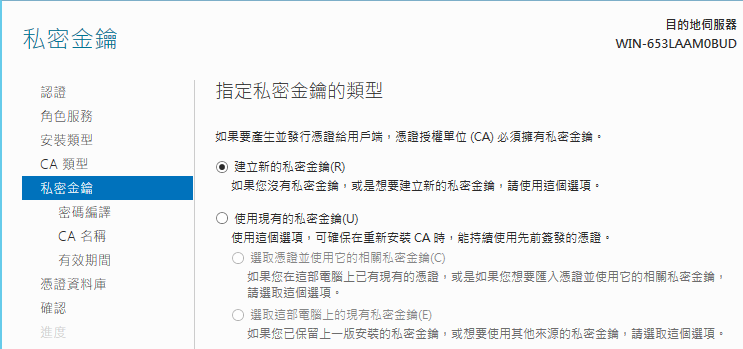 私密金鑰
目的地伺服器
WIN-653LAAM0BUD
認證
角色服務
安裝類型
CA 類型
私密金鑰
密碼編譯
CA 名稱
有效期間
憑證資料庫
確認
進度
指定私密金鑰的類型
如果要產生並發行憑證給用戶端，憑證授權單位 (CA) 必須擁有私密金鑰。
建立新的私密金鑰(R)
如果您沒有私密金鑰，或是想要建立新的私密金鑰，請使用這個選項。
使用現有的私密金鑰(U)
使用這個選項，可確保在重新安裝 CA 時，能持續使用先前簽發的憑證。
選取憑證並使用它的相關私密金鑰(C)
如果您在這部電腦上已有現有的憑證，或是如果您想要匯入憑證並使用它的相關私密金鑰，
請選取這個選項。
選取這部電腦上的現有私密金鑰(E)
如果您已保留上一版安裝的私密金鑰，或想要使用其他來源的私密金鑰，請選取這個選項。